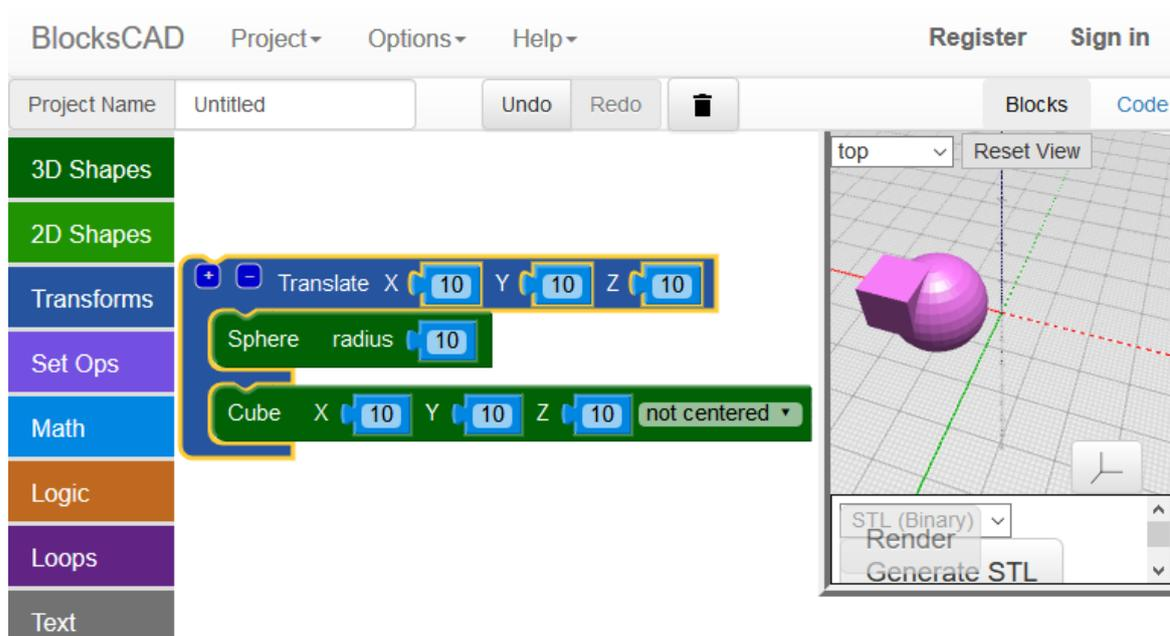 BlocksCAD Project Options Help Register Sign in
Project Name Untitled Undo Redo Blocks Code
3D Shapes
2D Shapes
Transforms
Set Ops
Math
Logic
Loops
Text
+ - Translate X 10 Y 10 Z 10
Sphere radius 10
Cube X 10 Y 10 Z 10 not centered
top Reset View
STL (Binary)
Render
Generate STL